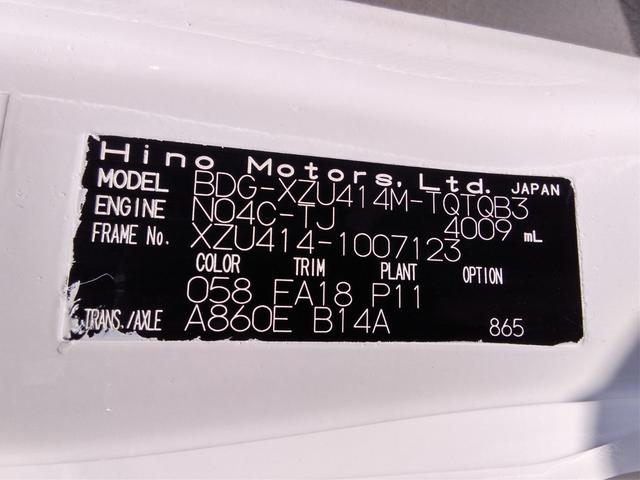 Hino Motors, Ltd. JAPAN
MODEL BDG-XZU414M-TQTQB3
ENGINE N04C-TJ 4009 mL
FRAME No. XZU414-1007123
COLOR TRIM PLANT OPTION
058 FA18 P11
TRANS./AXLE A860E B14A 865